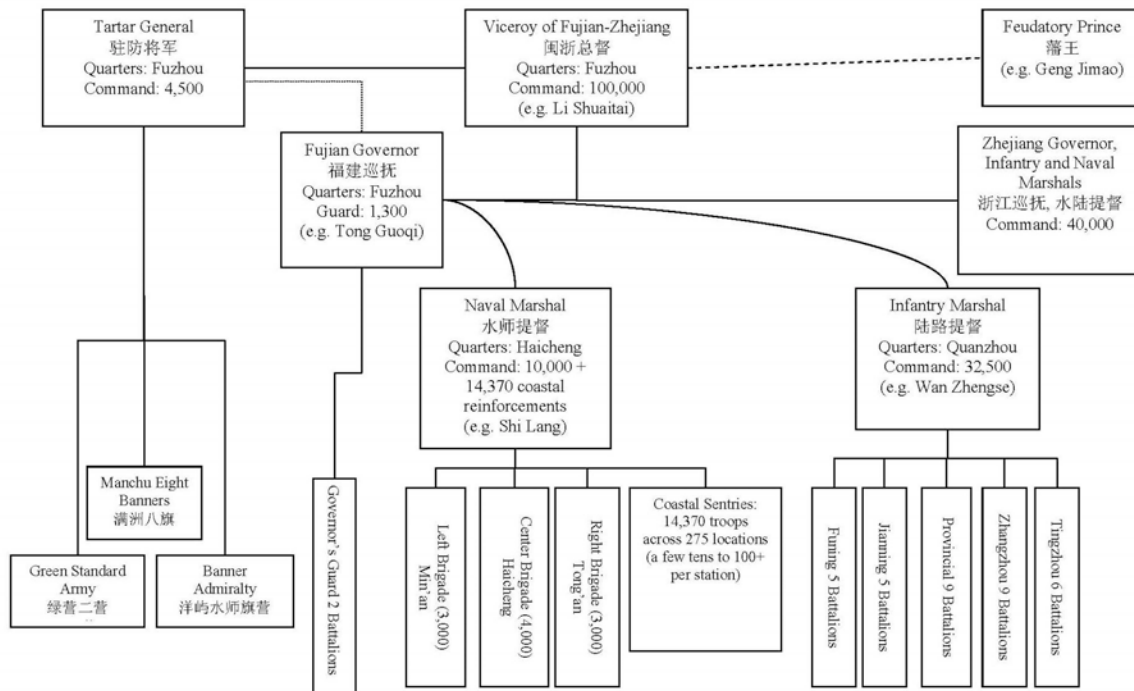 Tartar General
驻防将军
Quarters: Fuzhou
Command: 4,500
Viceroy of Fujian-Zhejiang
闽浙总督
Quarters: Fuzhou
Command: 100,000
(e.g. Li Shuaitai)
Feudatory Prince
藩王
(e.g. Geng Jimao)
Fujian Governor
福建巡抚
Quarters: Fuzhou
Guard: 1,300
(e.g. Tong Guoqi)
Zhejiang Governor,
Infantry and Naval
Marshals
浙江巡抚, 水陆提督
Command: 40,000
Naval Marshal
水师提督
Quarters: Haicheng
Command: 10,000 +
14,370 coastal
reinforcements
(e.g. Shi Lang)
Infantry Marshal
陆路提督
Quarters: Quanzhou
Command: 32,500
(e.g. Wan Zhengse)
Manchu Eight
Banners
满洲八旗
Green Standard
Army
绿营二营
Banner
Admiralty
洋屿水师旗营
Governor's Guard 2 Battalions
Left Brigade (3,000)
Min'an
Center Brigade (4,000)
Haicheng
Right Brigade (3,000)
Tong'an
Coastal Sentries:
14,370 troops
across 275 locations
(a few tens to 100+
per station)
Funing 5 Battalions
Jianning 5 Battalions
Provincial 9 Battalions
Zhangzhou 9 Battalions
Tingzhou 6 Battalions